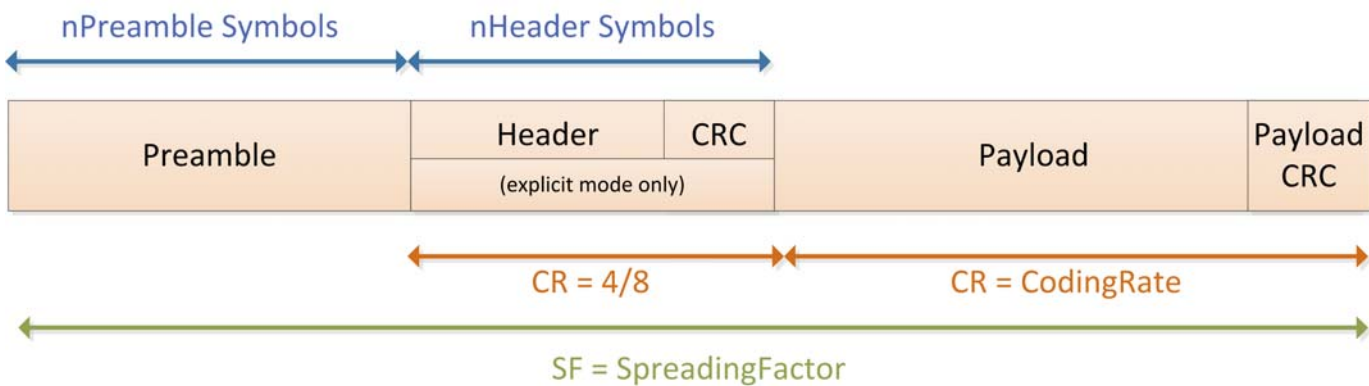 nPreamble Symbols
nHeader Symbols
Preamble
Header
CRC
(explicit mode only)
Payload
Payload
CRC
CR = 4/8
CR = CodingRate
SF = SpreadingFactor